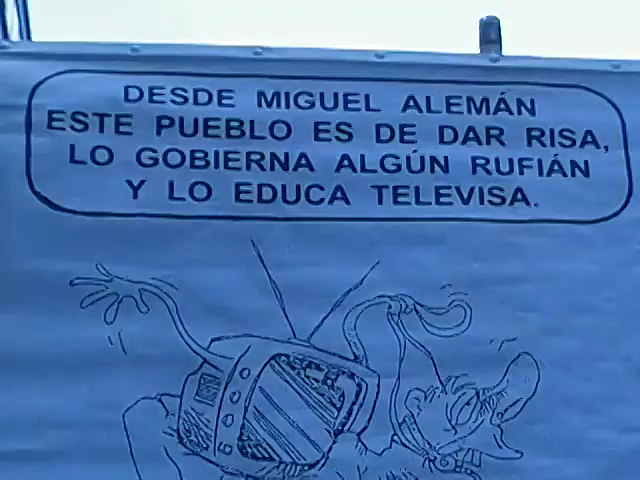 DESDE MIGUEL ALEMÁN
ESTE PUEBLO ES DE DAR RISA,
LO GOBIERNA ALGÚN RUFIÁN
Y LO EDUCA TELEVISA.